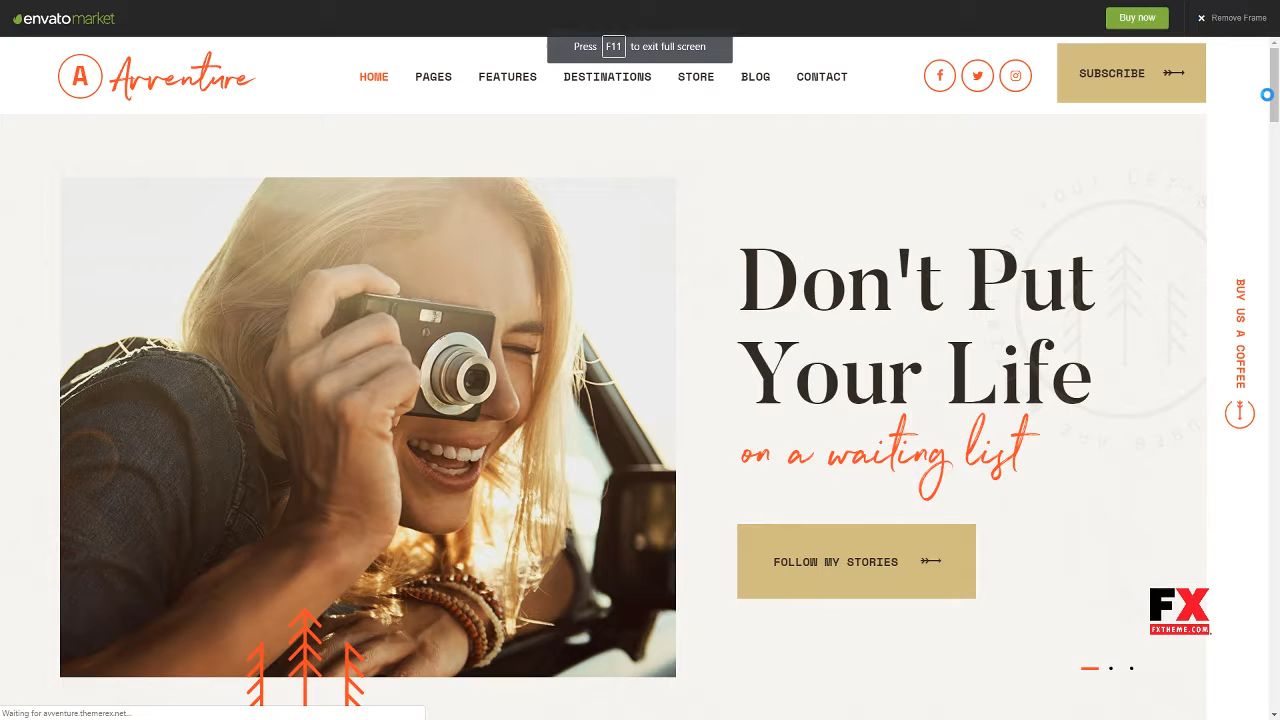 envato market
Buy now
× Remove Frame
Press F11 to exit full screen
A Avventure
HOME PAGES FEATURES DESTINATIONS STORE BLOG CONTACT
SUBSCRIBE
Don't Put
Your Life
on a waiting list
FOLLOW MY STORIES
BUY US A COFFEE
FX
FXTHEME.COM
Waiting for avventure.themerex.net...